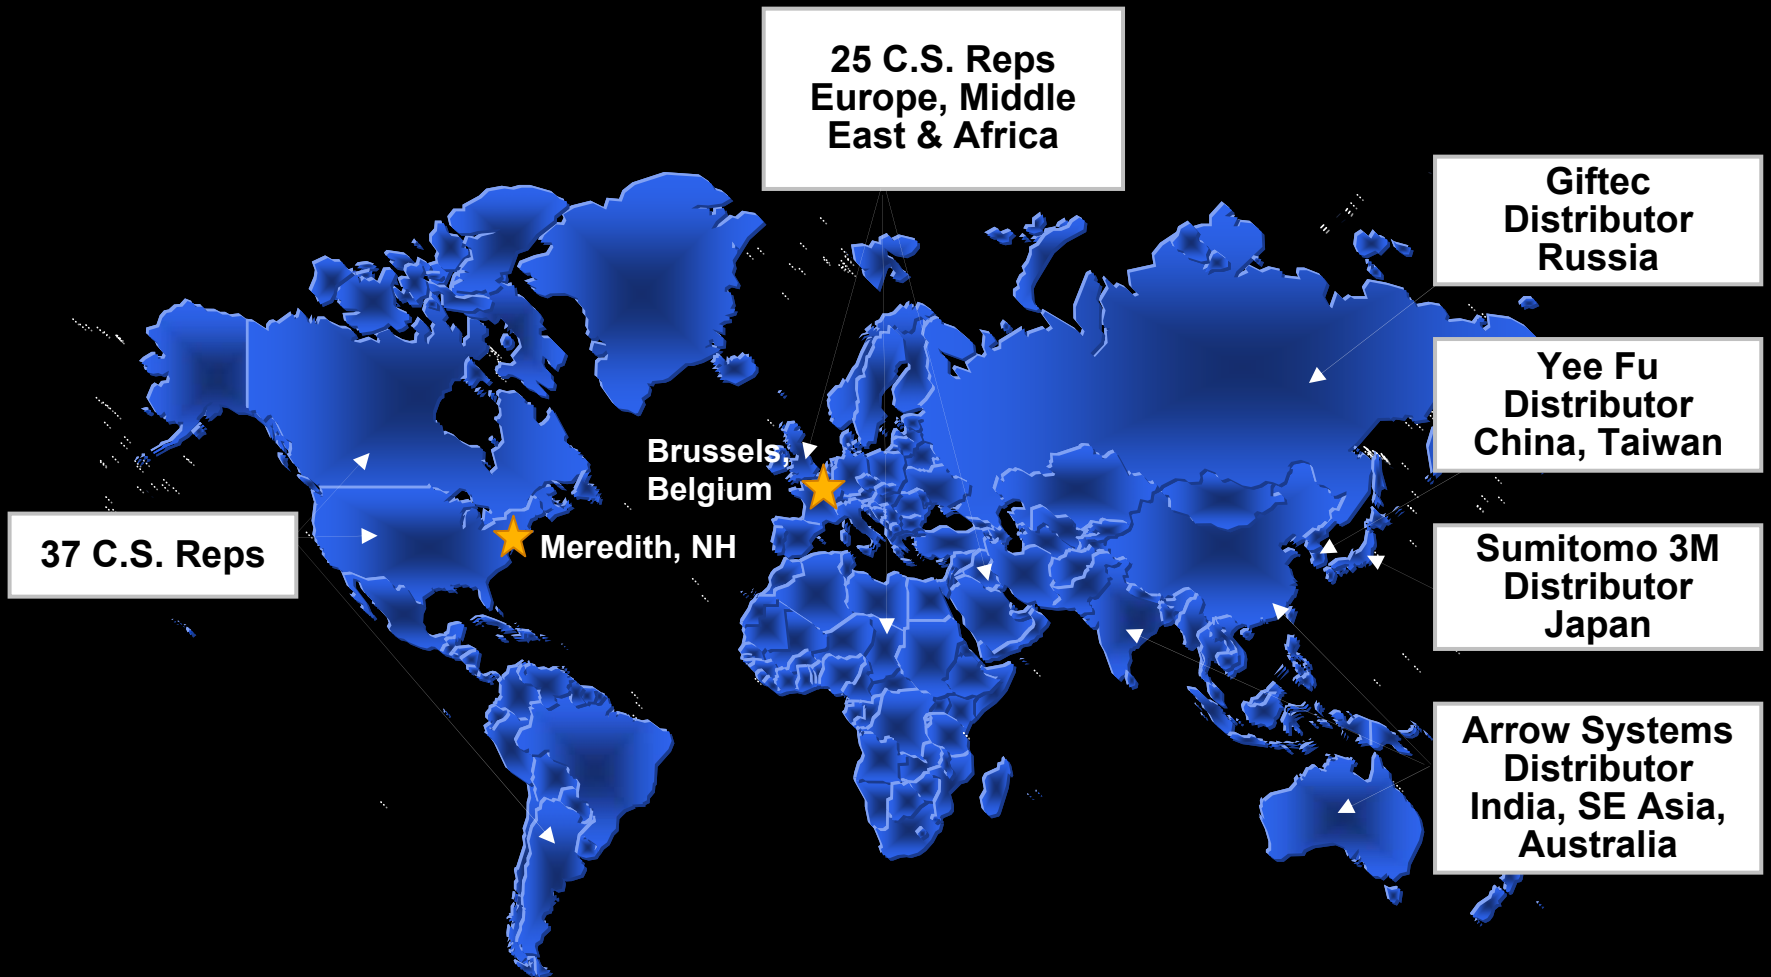 25 C.S. Reps
Europe, Middle
East & Africa
Giftec
Distributor
Russia
Yee Fu
Distributor
China, Taiwan
Brussels,
Belgium
37 C.S. Reps
Meredith, NH
Sumitomo 3M
Distributor
Japan
Arrow Systems
Distributor
India, SE Asia,
Australia